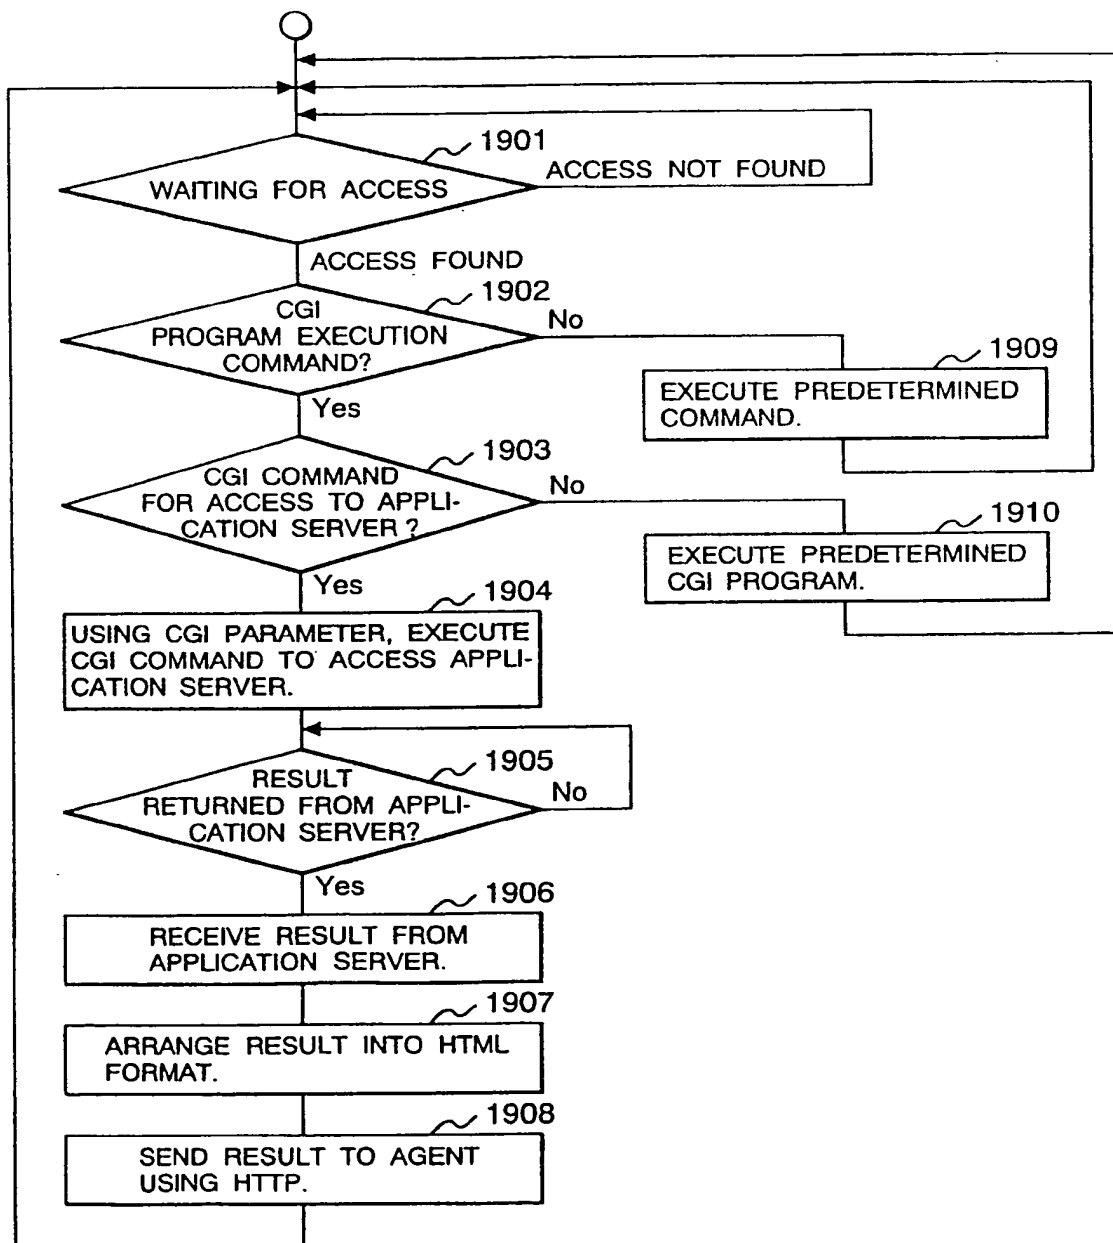 1901
WAITING FOR ACCESS
ACCESS NOT FOUND
ACCESS FOUND
1902
CGI
PROGRAM EXECUTION
COMMAND?
No
Yes
1909
EXECUTE PREDETERMINED
COMMAND.
1903
CGI COMMAND
FOR ACCESS TO APPLI-
CATION SERVER?
No
Yes
1910
EXECUTE PREDETERMINED
CGI PROGRAM.
1904
USING CGI PARAMETER, EXECUTE
CGI COMMAND TO ACCESS APPLI-
CATION SERVER.
1905
RESULT
RETURNED FROM APPLI-
CATION SERVER?
No
Yes
1906
RECEIVE RESULT FROM
APPLICATION SERVER.
1907
ARRANGE RESULT INTO HTML
FORMAT.
1908
SEND RESULT TO AGENT
USING HTTP.